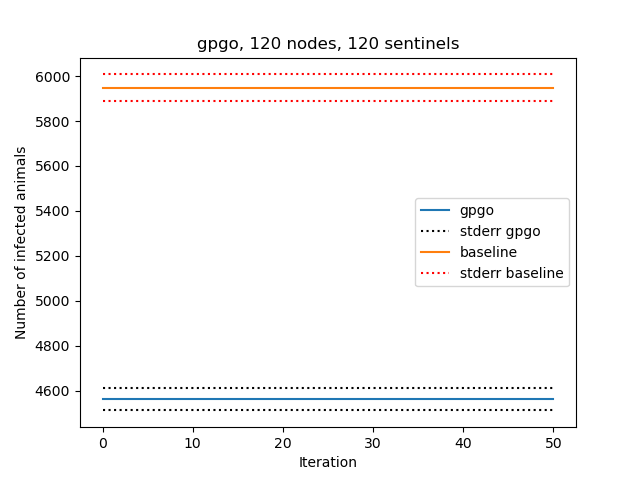 gpgo, 120 nodes, 120 sentinels
Number of infected animals
6000
5800
5600
5400
5200
5000
4800
4600
gpgo
stderr gpgo
baseline
stderr baseline
0 10 20 30 40 50
Iteration